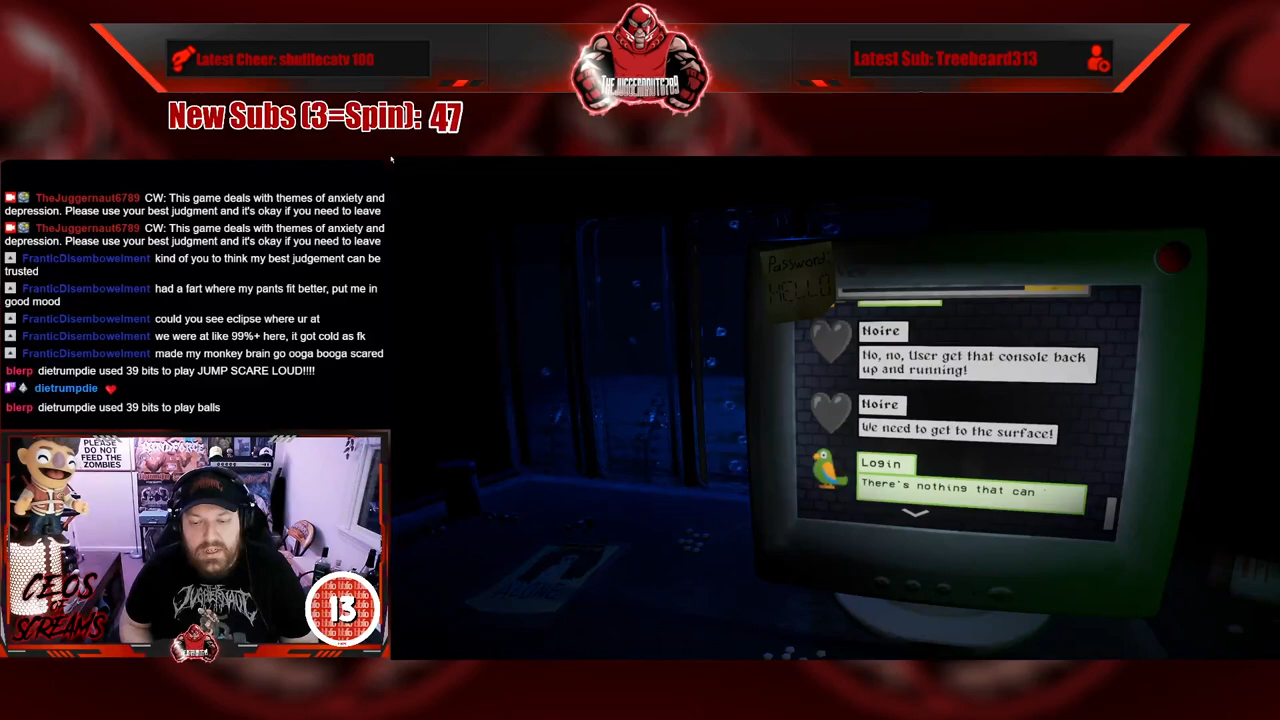 Latest Cheer: shufflecatv 100
THEJUGGERNAUT6789
Latest Sub: Treebeard313
New Subs (3=Spin): 47
TheJuggernaut6789 CW: This game deals with themes of anxiety and
depression. Please use your best judgment and it's okay if you need to leave
TheJuggernaut6789 CW: This game deals with themes of anxiety and
depression. Please use your best judgment and it's okay if you need to leave
FranticDisembowelment kind of you to think my best judgement can be
trusted
FranticDisembowelment had a fart where my pants fit better, put me in
good mood
FranticDisembowelment could you see eclipse where ur at
FranticDisembowelment we were at like 99%+ here, it got cold as fk
FranticDisembowelment made my monkey brain go ooga booga scared
blerp dietrumpdie used 39 bits to play JUMP SCARE LOUD!!!!
dietrumpdie
blerp dietrumpdie used 39 bits to play balls
Password:
HELLO
Noire
No, no, User get that console back
up and running!
Noire
We need to get to the surface!
Login
There's nothing that can
PLEASE
DO NOT
FEED THE
ZOMBIES
CEOS
OF
SCREAMS
JUGGERNAUT
13